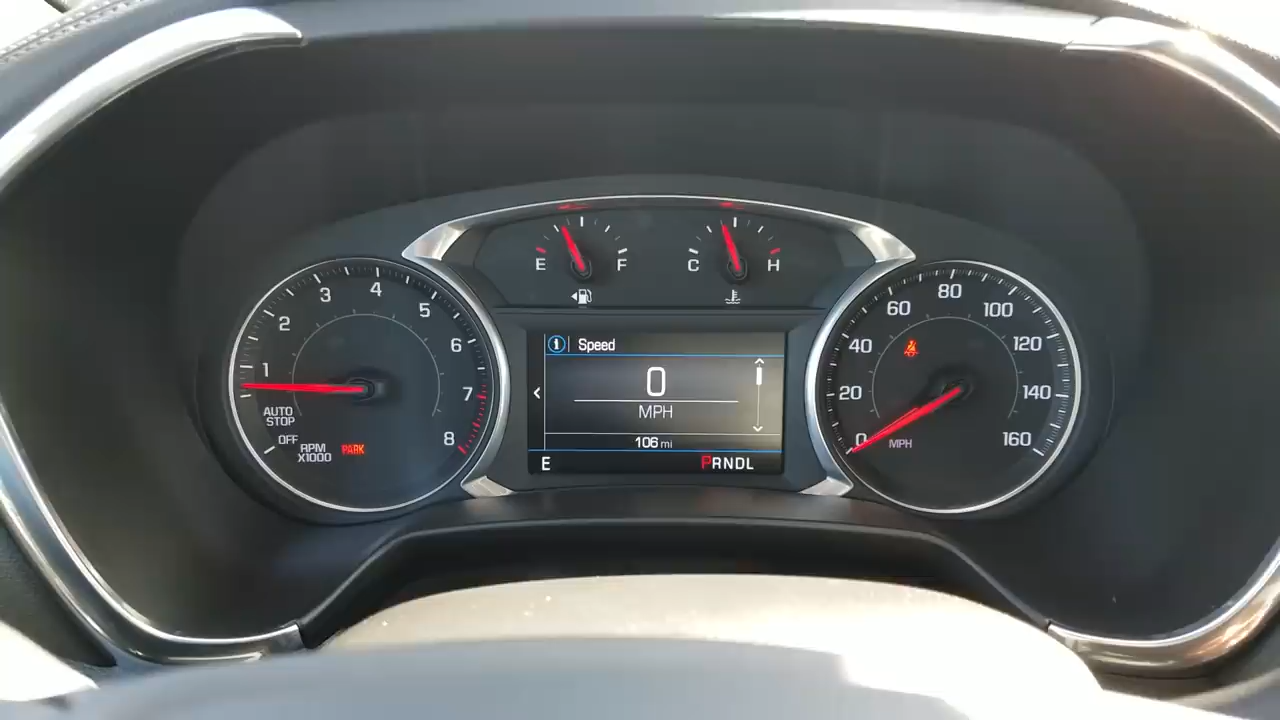 E F
C H
1 2 3 4 5 6 7 8
AUTO
STOP
OFF
RPM
X1000
PARK
i Speed
0
MPH
106 mi
E PRNDL
0 20 40 60 80 100 120 140 160
MPH